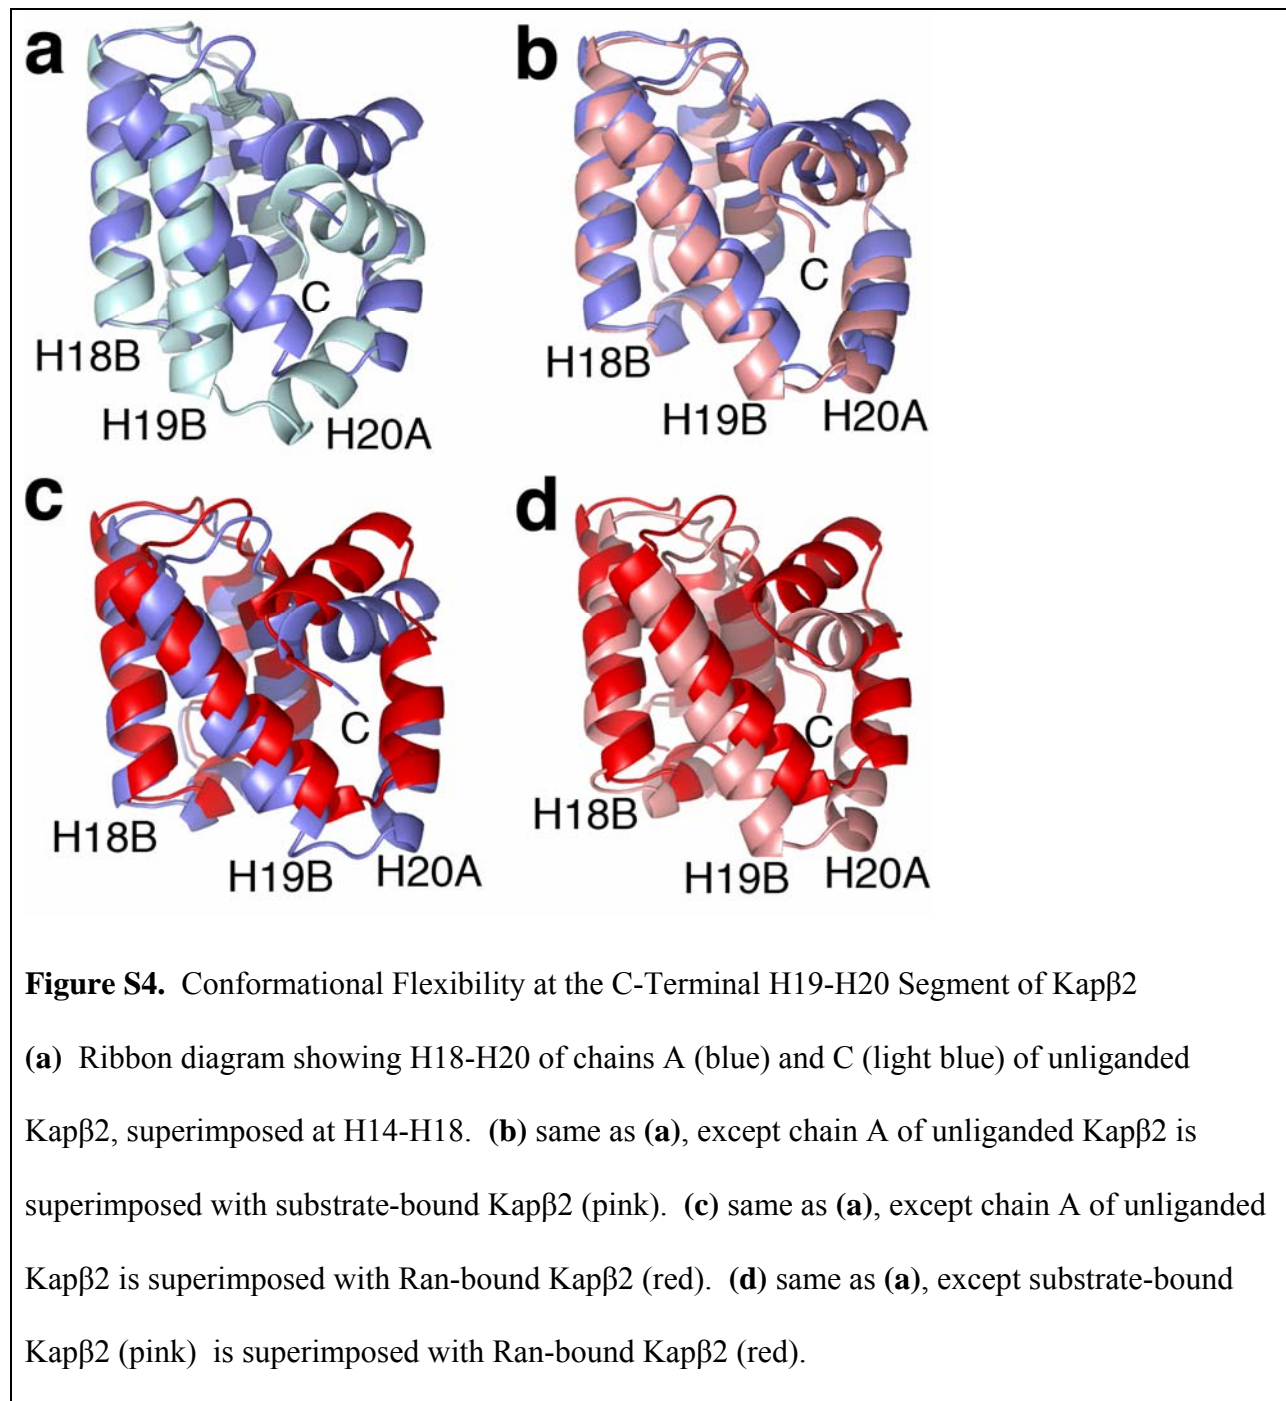 a
b
C
H18B
H19B
H20A
C
H18B
H19B
H20A
c
d
C
H18B
H19B
H20A
C
H18B
H19B
H20A
Figure S4. Conformational Flexibility at the C-Terminal H19-H20 Segment of Kapβ2
(a) Ribbon diagram showing H18-H20 of chains A (blue) and C (light blue) of unliganded
Kapβ2, superimposed at H14-H18. (b) same as (a), except chain A of unliganded Kapβ2 is
superimposed with substrate-bound Kapβ2 (pink). (c) same as (a), except chain A of unliganded
Kapβ2 is superimposed with Ran-bound Kapβ2 (red). (d) same as (a), except substrate-bound
Kapβ2 (pink) is superimposed with Ran-bound Kapβ2 (red).